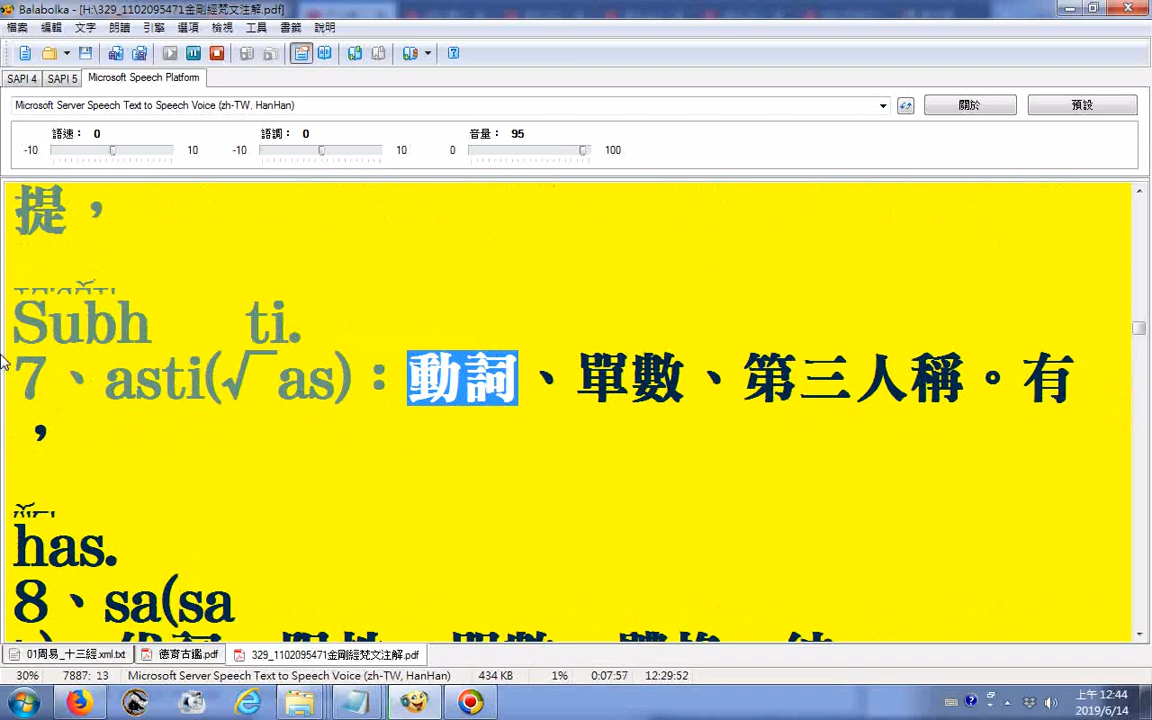 Balabolka - [H:\329_1102095471金剛經梵文注解.pdf]
檔案 編輯 文字 朗讀 引擎 選項 檢視 工具 書籤 說明
SAPI 4 SAPI 5 Microsoft Speech Platform
Microsoft Server Speech Text to Speech Voice (zh-TW, HanHan)
關於 預設
語速： 0 語調： 0 音量： 95
-10 10 -10 10 0 100
提，
Subh ti.
7、asti(√as)：動詞、單數、第三人稱。有
，
has.
8、sa(sa
01周易_十三經.xml.txt 德育古鑑.pdf 329_1102095471金剛經梵文注解.pdf
30% 7887: 13 Microsoft Server Speech Text to Speech Voice (zh-TW, HanHan) 434 KB 1% 0:07:57 12:29:52
上午 12:44
2019/6/14